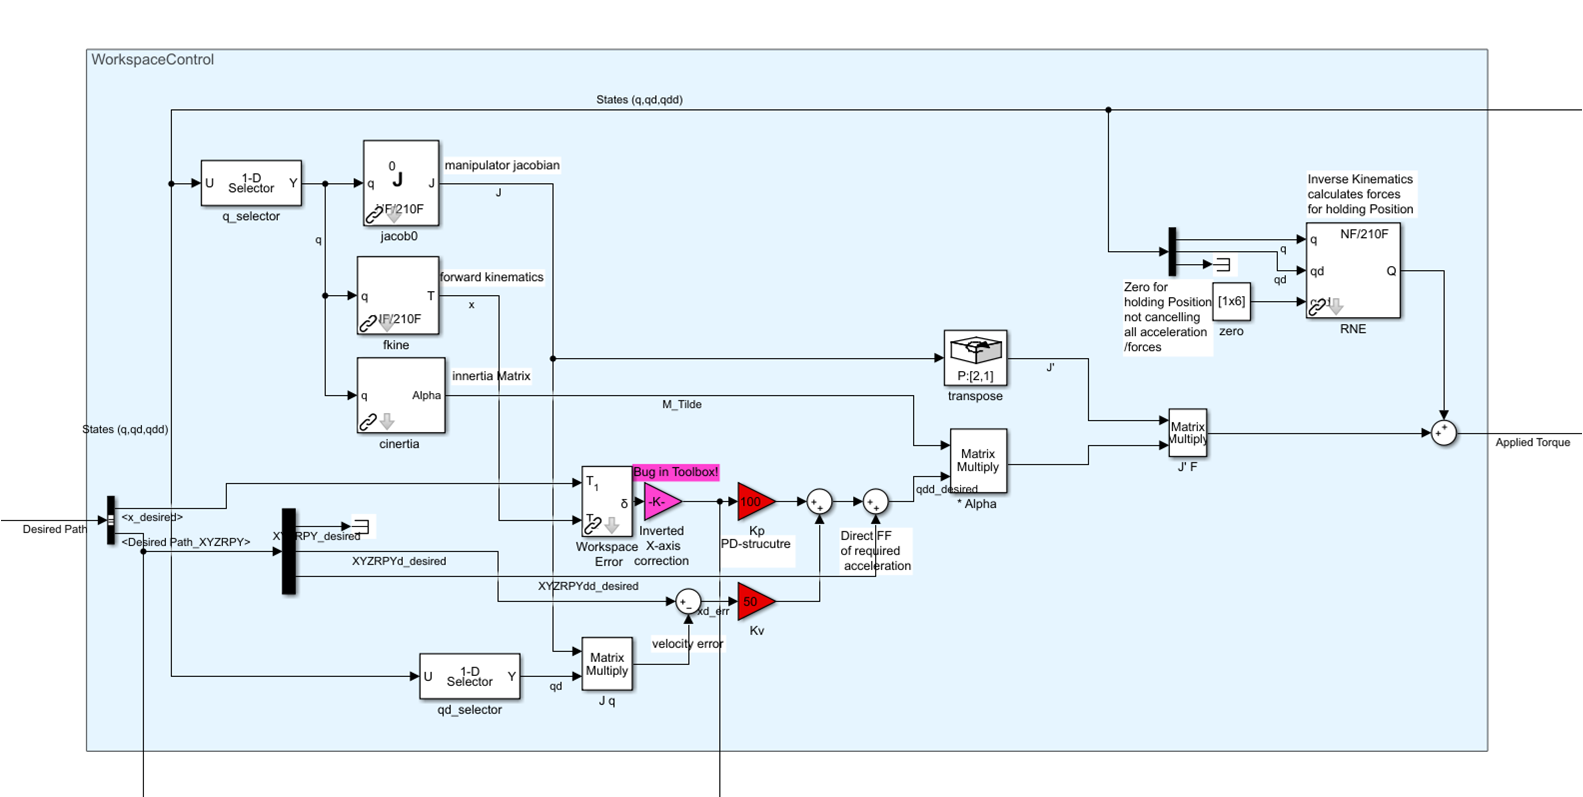 WorkspaceControl
States (q,qd,qdd)
U
1-D
Selector
Y
q_selector
q
0
J
J
NF/210F
jacob0
manipulator jacobian
J
q
q
T
NF/210F
fkine
forward kinematics
x
q
Alpha
cinertia
innertia Matrix
M_Tilde
States (q,qd,qdd)
Desired Path
<x_desired>
<Desired Path_XYZRPY>
XYZRPY_desired
XYZRPYd_desired
XYZRPYdd_desired
T1
δ
Workspace
Error
Bug in Toolbox!
-K-
Inverted
X-axis
correction
100
Kp
PD-strucutre
+
+
+
+
Direct FF
of required
acceleration
qdd_desired
+
−
xd_err
velocity error
50
Kv
U
1-D
Selector
Y
qd_selector
qd
Matrix
Multiply
J q
P:[2,1]
transpose
J'
Matrix
Multiply
* Alpha
Matrix
Multiply
J' F
Inverse Kinematics
calculates forces
for holding Position
q
qd
NF/210F
q
qd
Q
RNE
Zero for
holding Position
not cancelling
all acceleration
/forces
[1x6]
zero
+
+
Applied Torque